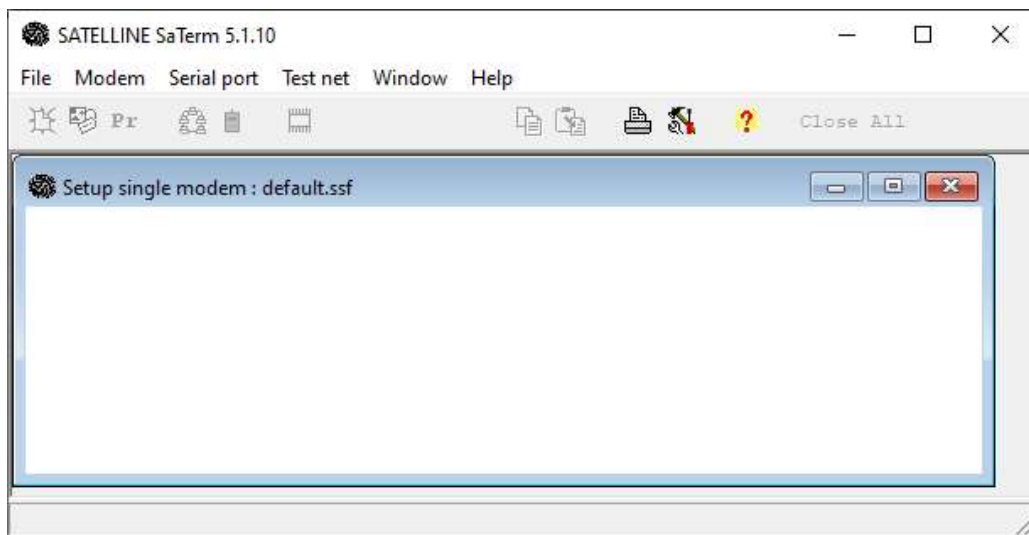 SATELLINE SaTerm 5.1.10
File Modem Serial port Test net Window Help
Pr ? Close All
Setup single modem : default.ssf